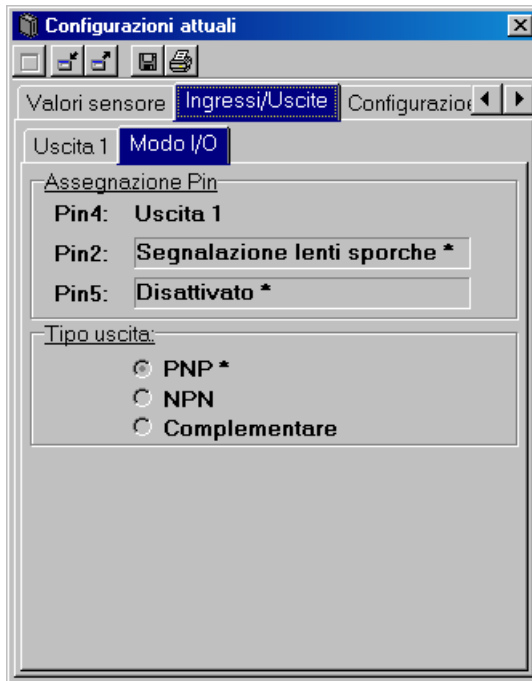 Configurazioni attuali
Valori sensore Ingressi/Uscite Configurazio
Uscita 1 Modo I/O
Assegnazione Pin
Pin4: Uscita 1
Pin2: Segnalazione lenti sporche *
Pin5: Disattivato *
Tipo uscita:
PNP *
NPN
Complementare